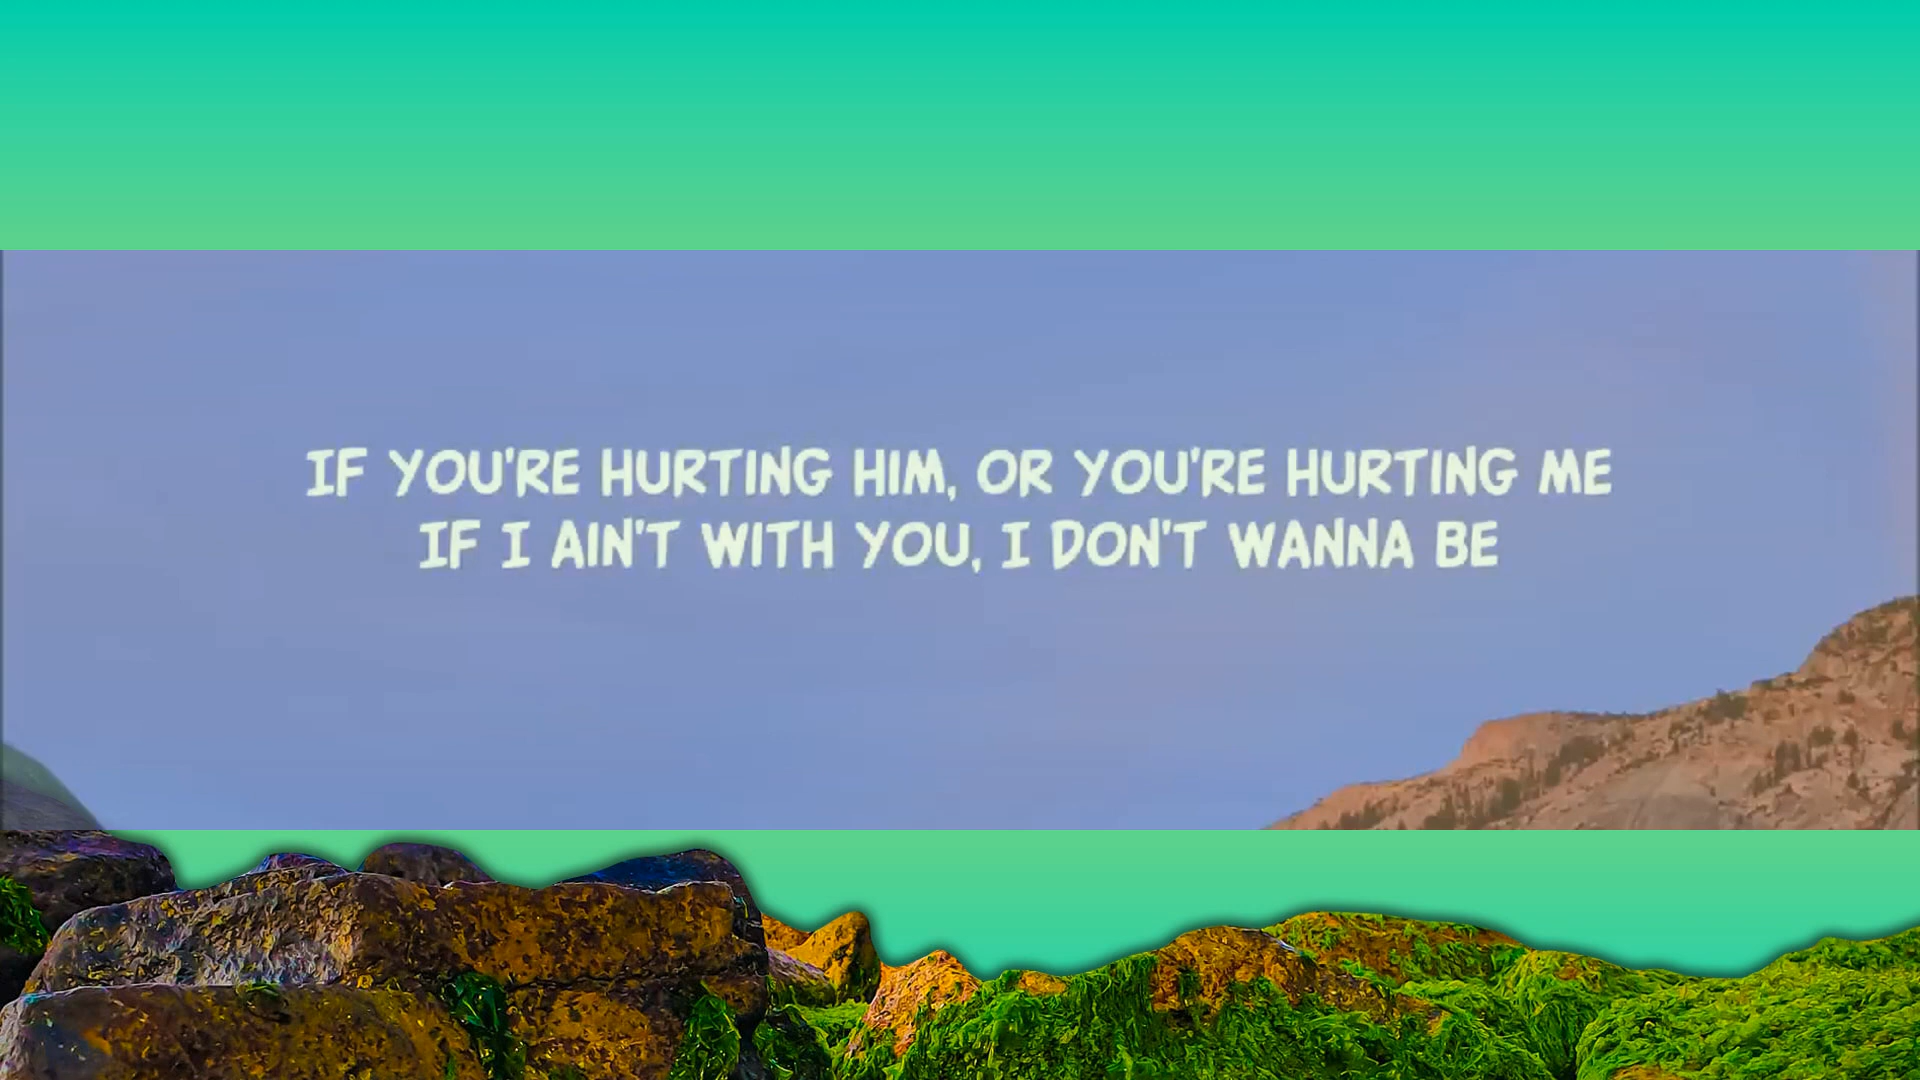 IF YOU'RE HURTING HIM, OR YOU'RE HURTING ME
IF I AIN'T WITH YOU, I DON'T WANNA BE